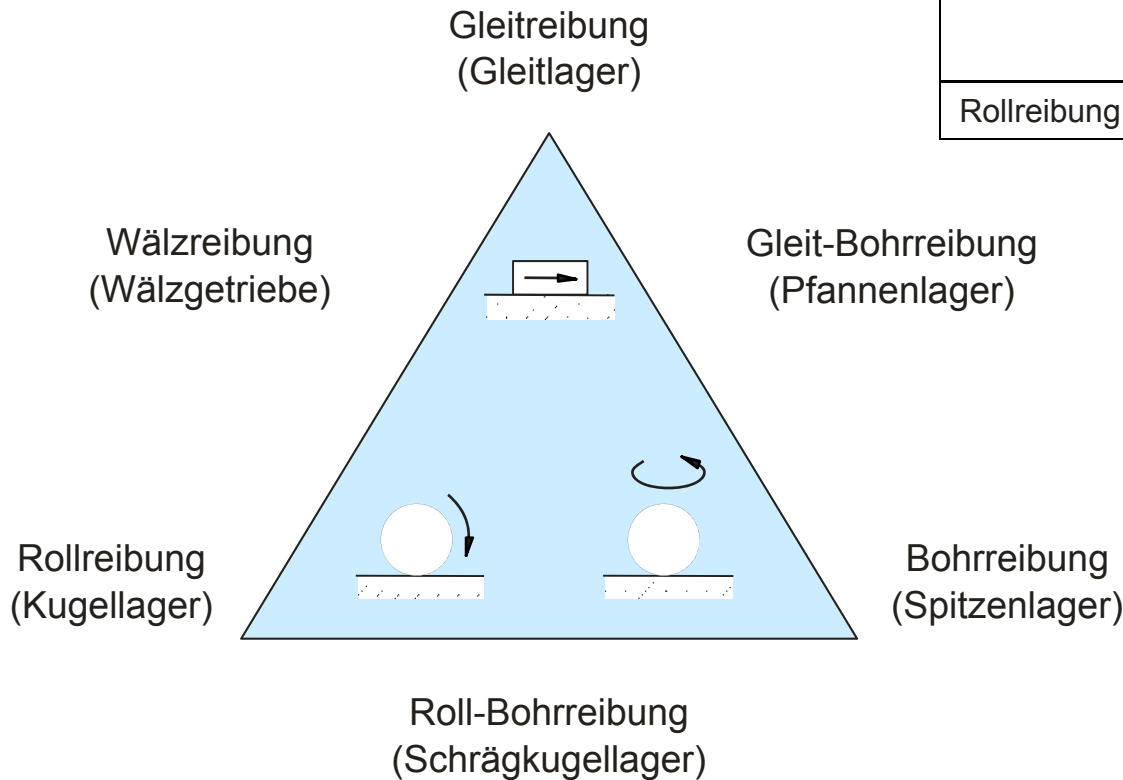 Gleitreibung
(Gleitlager)
Rollreibung
Wälzreibung
(Wälzgetriebe)
Gleit-Bohrreibung
(Pfannenlager)
Rollreibung
(Kugellager)
Bohrreibung
(Spitzenlager)
Roll-Bohrreibung
(Schrägkugellager)